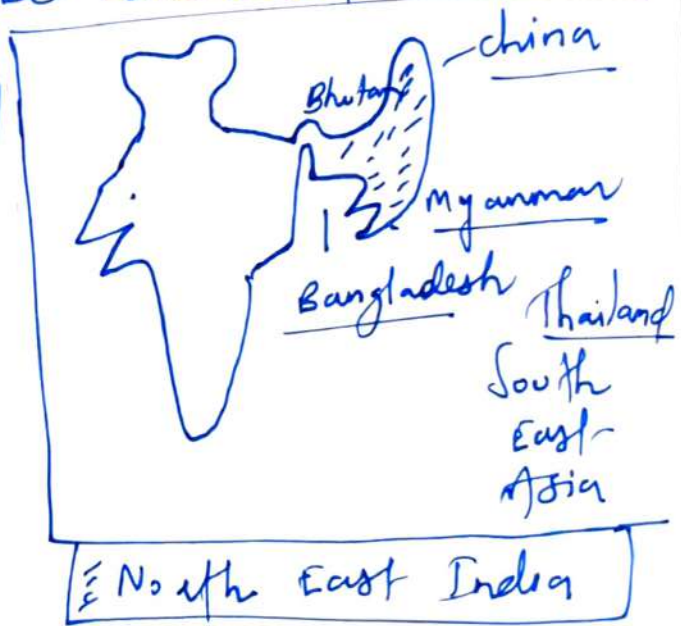 China
Bhutan
Myanmar
Bangladesh
Thailand
South
East
Asia
North East India